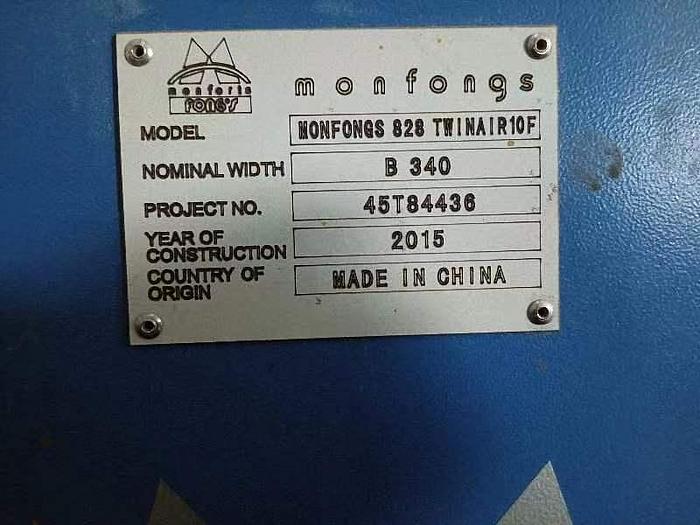 monforts
FONG'S
monfongs
MODEL MONFONGS 828 TWINAIR10F
NOMINAL WIDTH B 340
PROJECT NO. 45T84436
YEAR OF
CONSTRUCTION 2015
COUNTRY OF
ORIGIN MADE IN CHINA